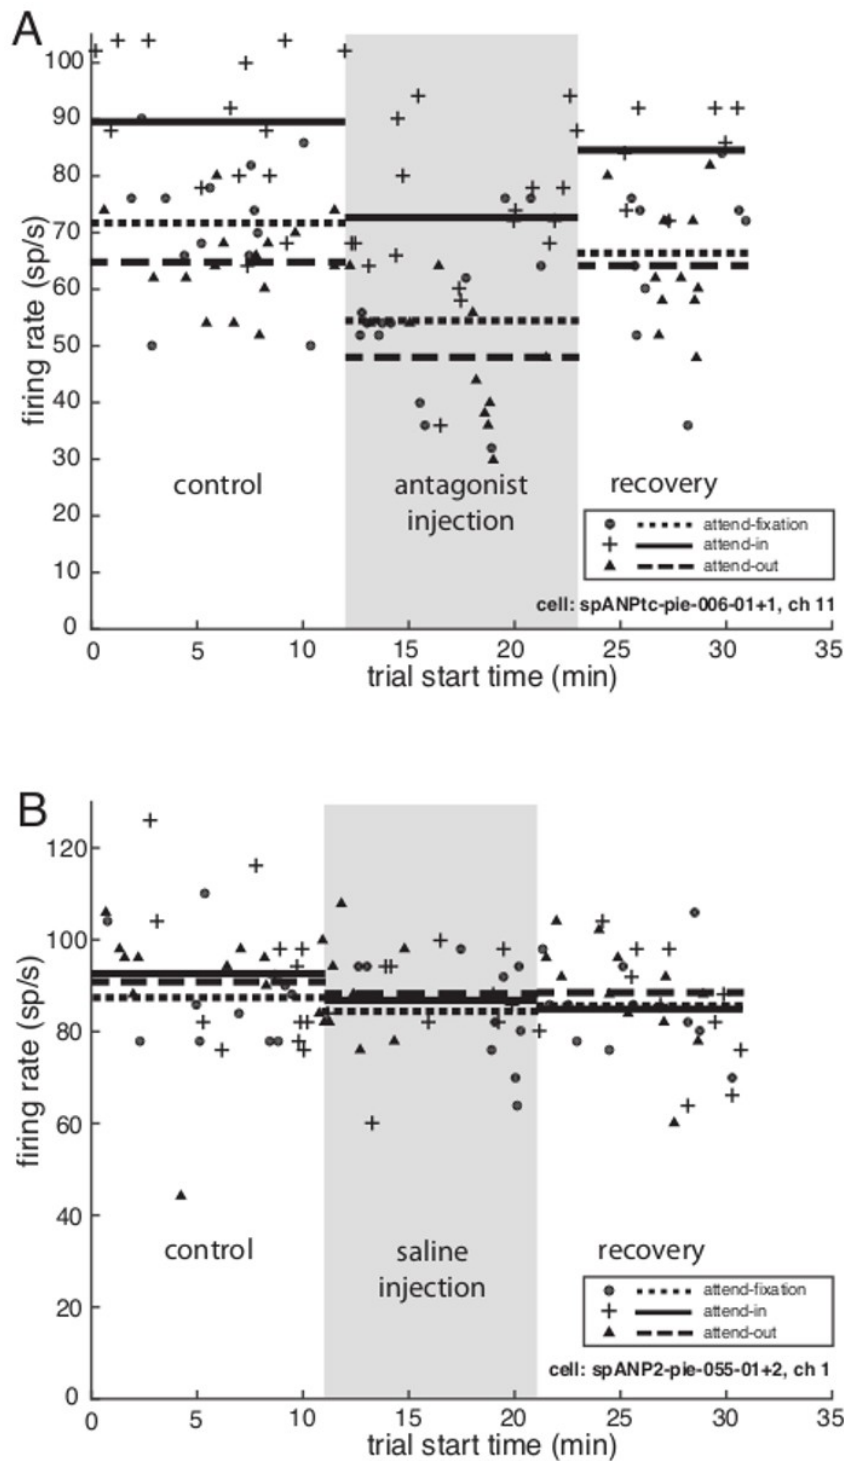 A
firing rate (sp/s)
100
90
80
70
60
50
40
30
20
10
0
control
antagonist
injection
recovery
attend-fixation
attend-in
attend-out
cell: spANPtc-pie-006-01+1, ch 11
0 5 10 15 20 25 30 35
trial start time (min)
B
firing rate (sp/s)
120
100
80
60
40
20
0
control
saline
injection
recovery
attend-fixation
attend-in
attend-out
cell: spANP2-pie-055-01+2, ch 1
0 5 10 15 20 25 30 35
trial start time (min)